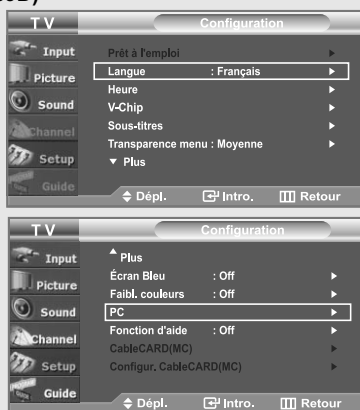 T V
Configuration
Input
Picture
Sound
Channel
Setup
Guide
Prêt à l'emploi
Langue : Français
Heure
V-Chip
Sous-titres
Transparence menu : Moyenne
▼ Plus
Dépl. Intro. Retour
T V
Configuration
Input
Picture
Sound
Channel
Setup
Guide
▲ Plus
Écran Bleu : Off
Faibl. couleurs : Off
PC
Fonction d'aide : Off
CableCARD(MC)
Configur. CableCARD(MC)
Dépl. Intro. Retour